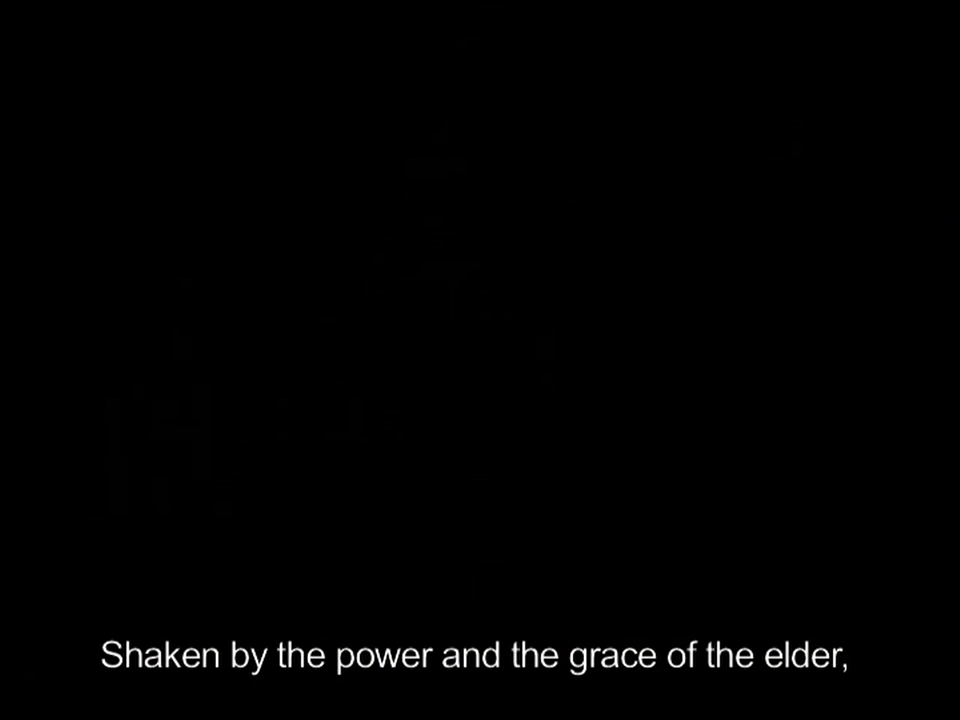 Shaken by the power and the grace of the elder,